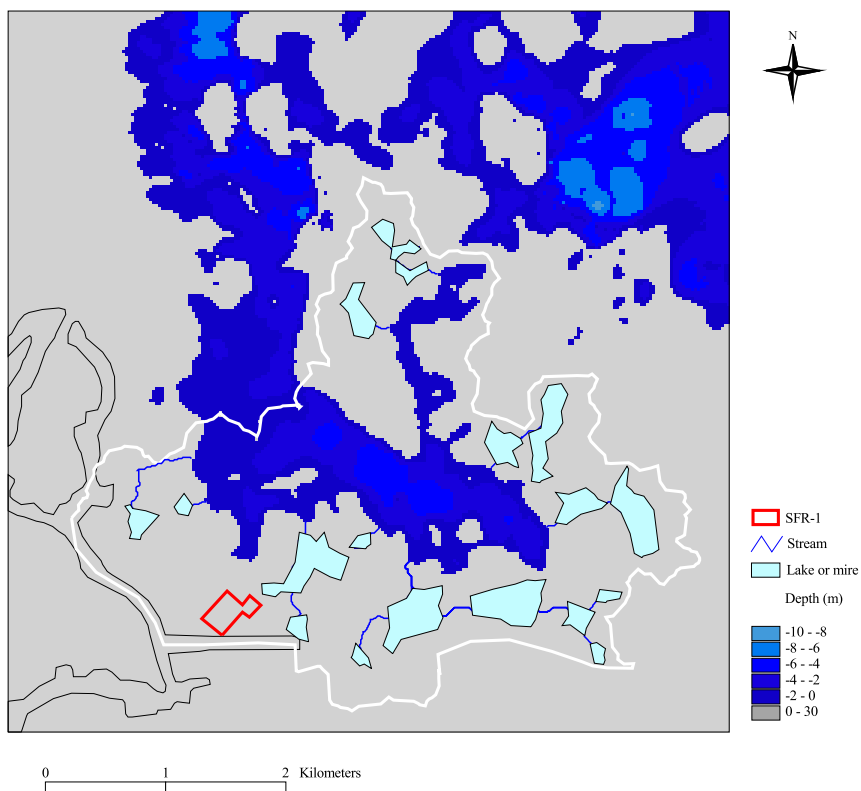 N
SFR-1
Stream
Lake or mire
Depth (m)
-10 - -8
-8 - -6
-6 - -4
-4 - -2
-2 - 0
0 - 30
0 1 2 Kilometers